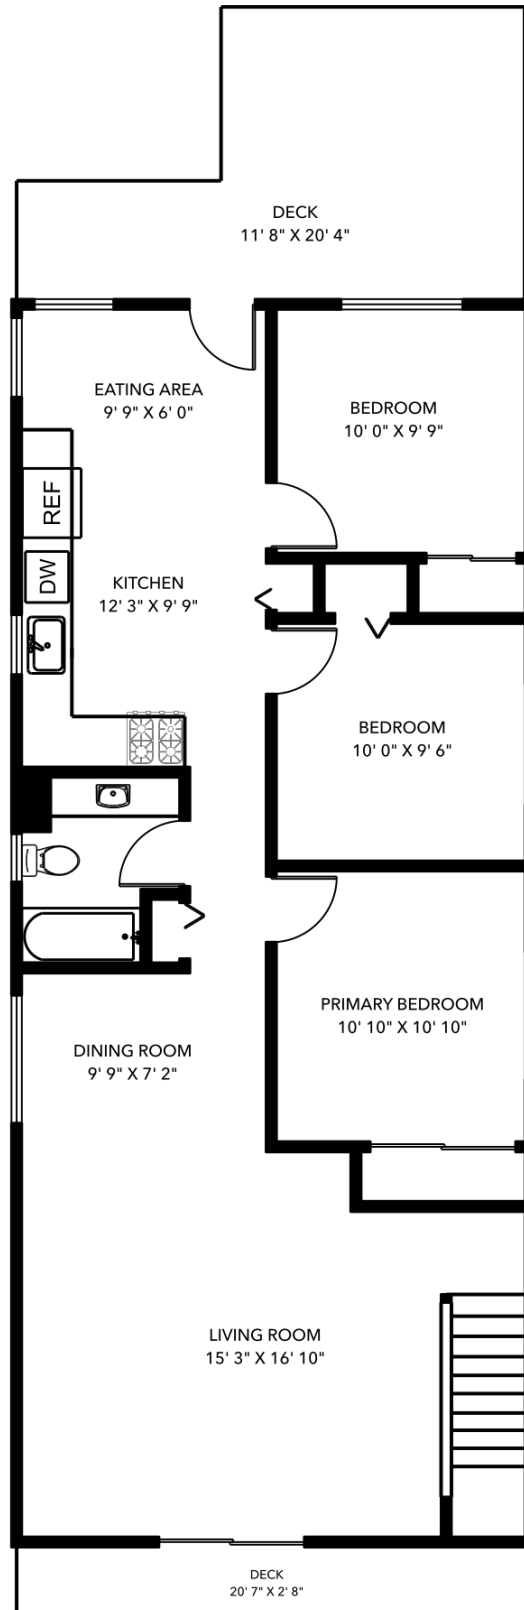 DECK
11' 8" X 20' 4"
EATING AREA
9' 9" X 6' 0"
BEDROOM
10' 0" X 9' 9"
REF
DW
KITCHEN
12' 3" X 9' 9"
BEDROOM
10' 0" X 9' 6"
PRIMARY BEDROOM
10' 10" X 10' 10"
DINING ROOM
9' 9" X 7' 2"
LIVING ROOM
15' 3" X 16' 10"
DECK
20' 7" X 2' 8"